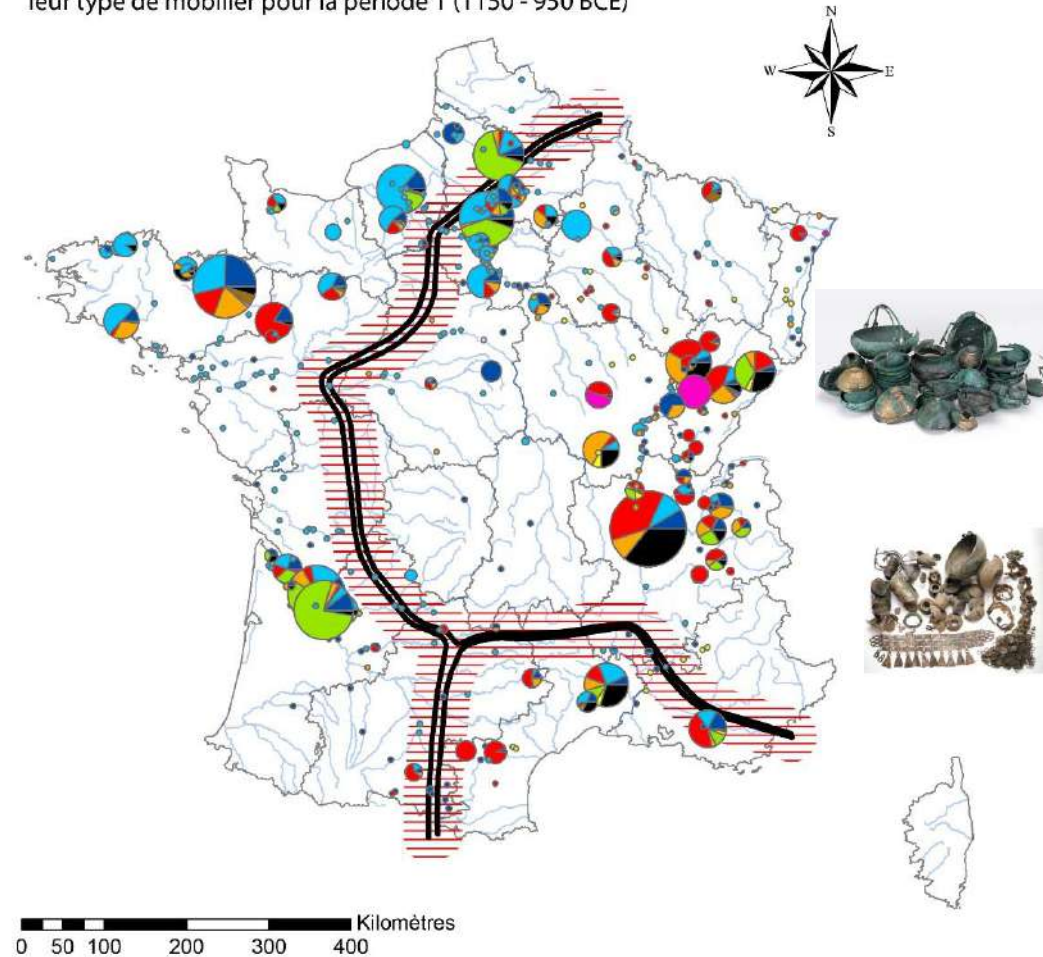 leur type de mobilier pour la période 1 (1150 - 950 BCE)
N
W E
S
Kilomètres
0 50 100 200 300 400